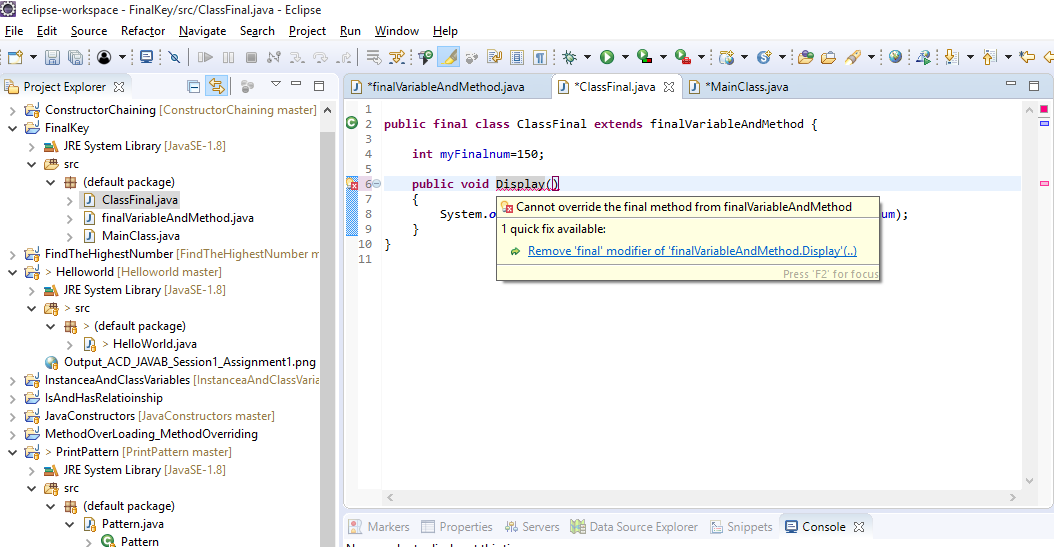 eclipse-workspace - FinalKey/src/ClassFinal.java - Eclipse
File Edit Source Refactor Navigate Search Project Run Window Help
Project Explorer
ConstructorChaining [ConstructorChaining master]
FinalKey
JRE System Library [JavaSE-1.8]
src
(default package)
ClassFinal.java
finalVariableAndMethod.java
MainClass.java
FindTheHighestNumber [FindTheHighestNumber m
> Helloworld [Helloworld master]
JRE System Library [JavaSE-1.8]
> src
> (default package)
> HelloWorld.java
Output_ACD_JAVAB_Session1_Assignment1.png
InstanceaAndClassVariables [InstanceaAndClassVaria
IsAndHasRelatioinship
JavaConstructors [JavaConstructors master]
MethodOverLoading_MethodOverriding
> PrintPattern [PrintPattern master]
JRE System Library [JavaSE-1.8]
src
(default package)
Pattern.java
Pattern
*finalVariableAndMethod.java *ClassFinal.java *MainClass.java
1
2 public final class ClassFinal extends finalVariableAndMethod {
3
4 int myFinalnum=150;
5
6 public void Display()
7 {
8 System.o um);
9 }
10 }
11
Cannot override the final method from finalVariableAndMethod
1 quick fix available:
Remove 'final' modifier of 'finalVariableAndMethod.Display'(..)
Press 'F2' for focus
Markers Properties Servers Data Source Explorer Snippets Console